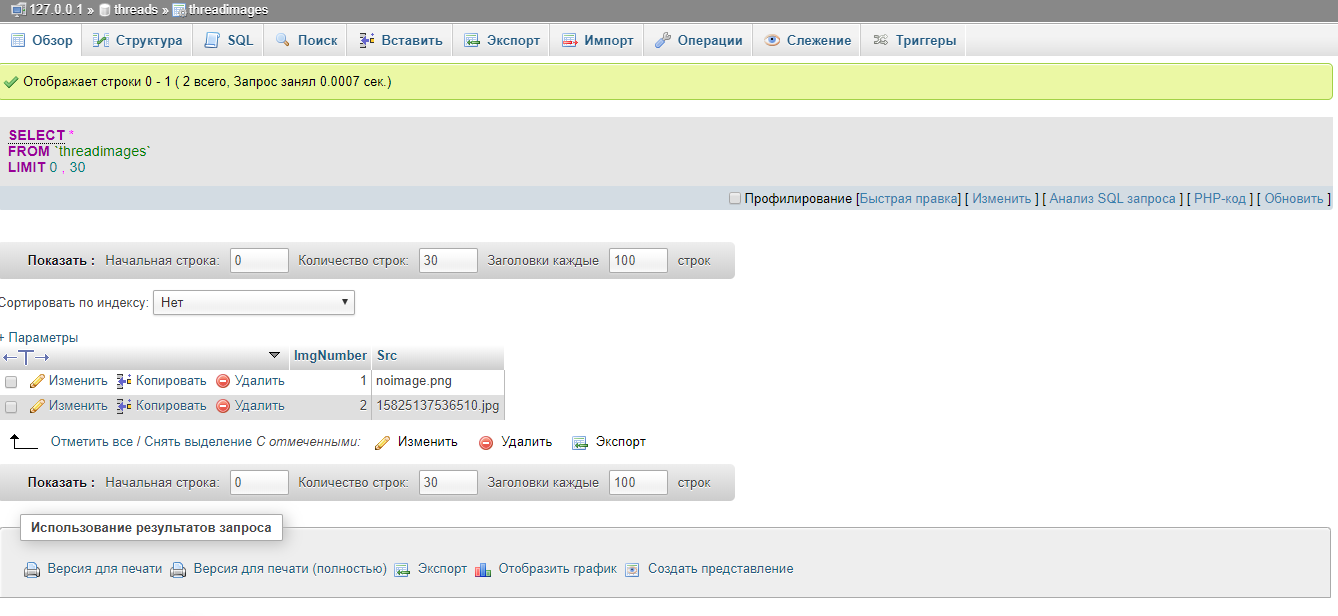 127.0.0.1 » threads » threadimages
Обзор Структура SQL Поиск Вставить Экспорт Импорт Операции Слежение Триггеры
Отображает строки 0 - 1 ( 2 всего, Запрос занял 0.0007 сек.)
SELECT *
FROM `threadimages`
LIMIT 0 , 30
Профилирование [Быстрая правка] [ Изменить ] [ Анализ SQL запроса ] [ PHP-код ] [ Обновить ]
Показать : Начальная строка: 0 Количество строк: 30 Заголовки каждые 100 строк
Сортировать по индексу: Нет
+ Параметры
←T→ ImgNumber Src
Изменить Копировать Удалить 1 noimage.png
Изменить Копировать Удалить 2 15825137536510.jpg
Отметить все / Снять выделение С отмеченными: Изменить Удалить Экспорт
Показать : Начальная строка: 0 Количество строк: 30 Заголовки каждые 100 строк
Использование результатов запроса
Версия для печати Версия для печати (полностью) Экспорт Отобразить график Создать представление